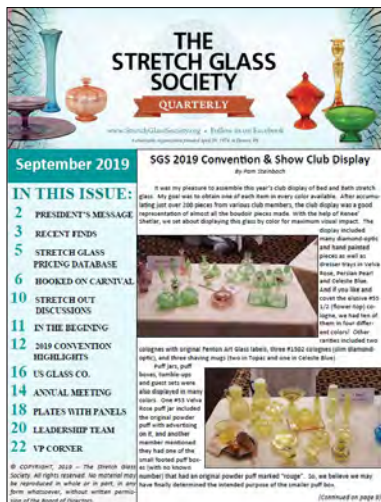 THE
STRETCH GLASS
SOCIETY
QUARTERLY
www.StretchGlassSociety.org • Follow us on Facebook
September 2019
IN THIS ISSUE:
2 PRESIDENT'S MESSAGE
3 RECENT FINDS
5 STRETCH GLASS
PRICING DATABASE
6 HOOKED ON CARNIVAL
10 STRETCH OUT
DISCUSSIONS
11 IN THE BEGINING
12 2019 CONVENTION
HIGHLIGHTS
16 US GLASS CO.
14 ANNUAL MEETING
18 PLATES WITH PANELS
20 LEADERSHIP TEAM
22 VP CORNER
© COPYRIGHT, 2019 – The Stretch Glass
Society. All rights reserved. No material may
be reproduced in whole or in part, in any
form whatsoever, without written permis-
sion of the Board of Directors.
SGS 2019 Convention & Show Club Display
By Pam Steinbach
It was my pleasure to assemble this year's club display of Bed and Bath stretch
glass. My goal was to obtain one of each item in every color available. After accumu-
lating just over 200 pieces from various club members, the club display was a good
representation of almost all the boudoir pieces made. With the help of Renee'
Shetlar, we set about displaying this glass by color for maximum visual impact. The
display included
many diamond-optic
and hand painted
pieces as well as
dresser trays in Velva
Rose, Persian Pearl
and Celeste Blue.
And if you like and
covet the elusive #55
1/2 (flower top) co-
logne, we had ten of
them in four differ-
ent colors! Other
rarities included two
colognes with original Fenton Art Glass labels, three #1502 colognes (slim diamond-
optic), and three shaving mugs (two in Topaz and one in Celeste Blue)
Puff jars, puff
boxes, tumble ups
and guest sets were
also displayed in many
colors. One #53 Velva
Rose puff jar included
the original powder
puff with advertising
on it, and another
member mentioned
they had one of the
small footed puff box-
es (with no known
number) that had an original powder puff marked "rouge". So, we believe we may
have finally determined the intended purpose of the smaller puff box.
(Continued on page 8)